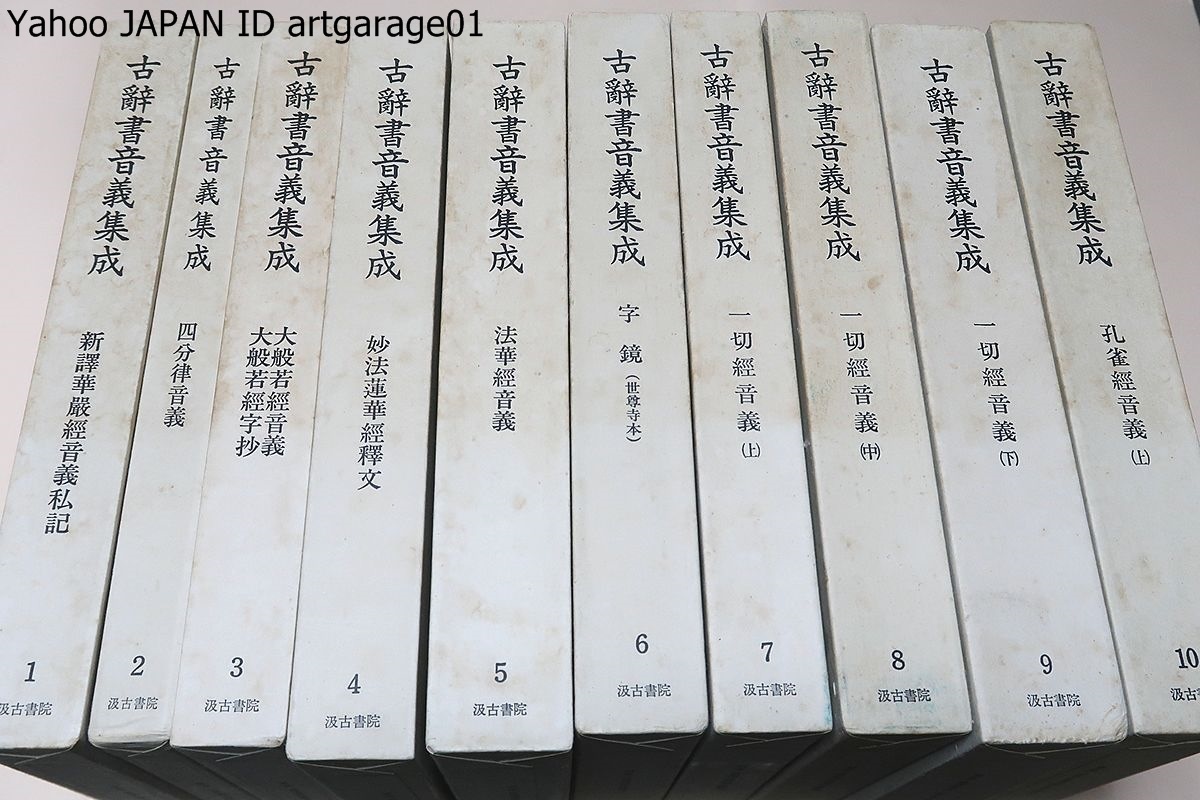 Yahoo JAPAN ID artgarage01
古辭書音義集成
新譯華嚴經音義私記
1
汲古書院
古辭書音義集成
四分律音義
2
汲古書院
古辭書音義集成
大般若經音義
大般若經字抄
3
汲古書院
古辭書音義集成
妙法蓮華經釋文
4
汲古書院
古辭書音義集成
法華經音義
5
汲古書院
古辭書音義集成
字鏡(世尊寺本)
6
汲古書院
古辭書音義集成
一切經音義(上)
7
汲古書院
古辭書音義集成
一切經音義(中)
8
汲古書院
古辭書音義集成
一切經音義(下)
9
汲古書院
古辭書音義集成
孔雀經音義(上)
10
汲古書院